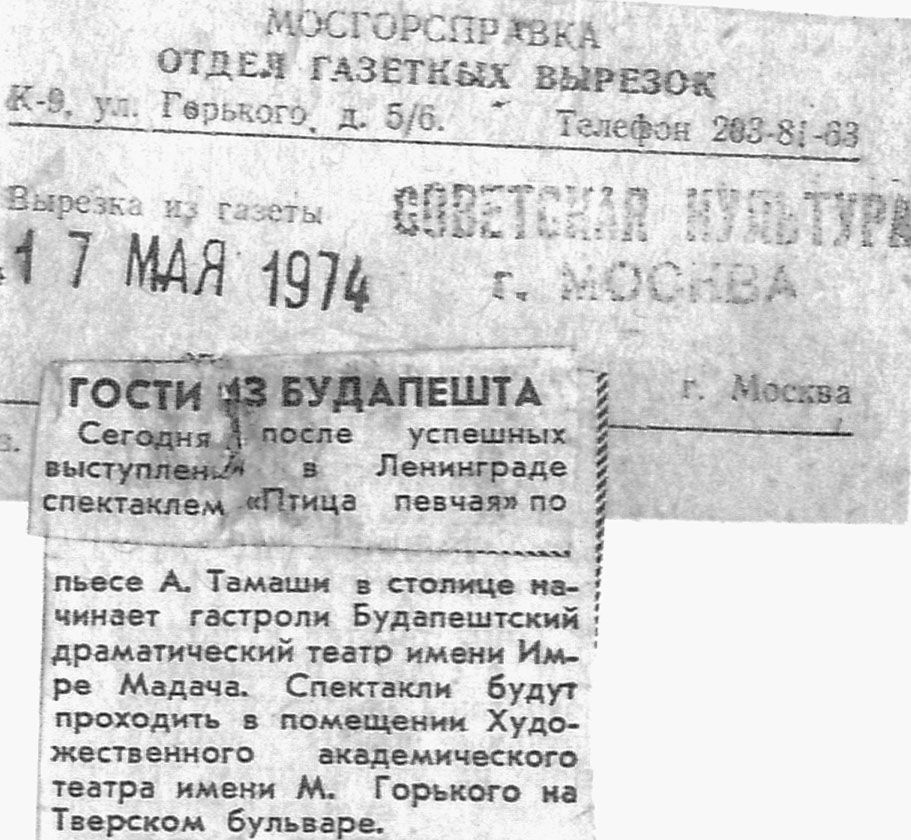 МОСГОРСПРАВКА
ОТДЕЛ ГАЗЕТНЫХ ВЫРЕЗОК
К-9, ул. Горького, д. 5/6. Телефон 203-81-63
Вырезка из газеты СОВЕТСКАЯ КУЛЬТУРА
17 МАЯ 1974 г. МОСКВА
г. Москва
ГОСТИ ИЗ БУДАПЕШТА
Сегодня после успешных
выступлений в Ленинграде
спектаклем «Птица певчая» по
пьесе А. Тамаши в столице на-
чинает гастроли Будапештский
драматический театр имени Им-
ре Мадача. Спектакли будут
проходить в помещении Худо-
жественного академического
театра имени М. Горького на
Тверском бульваре.